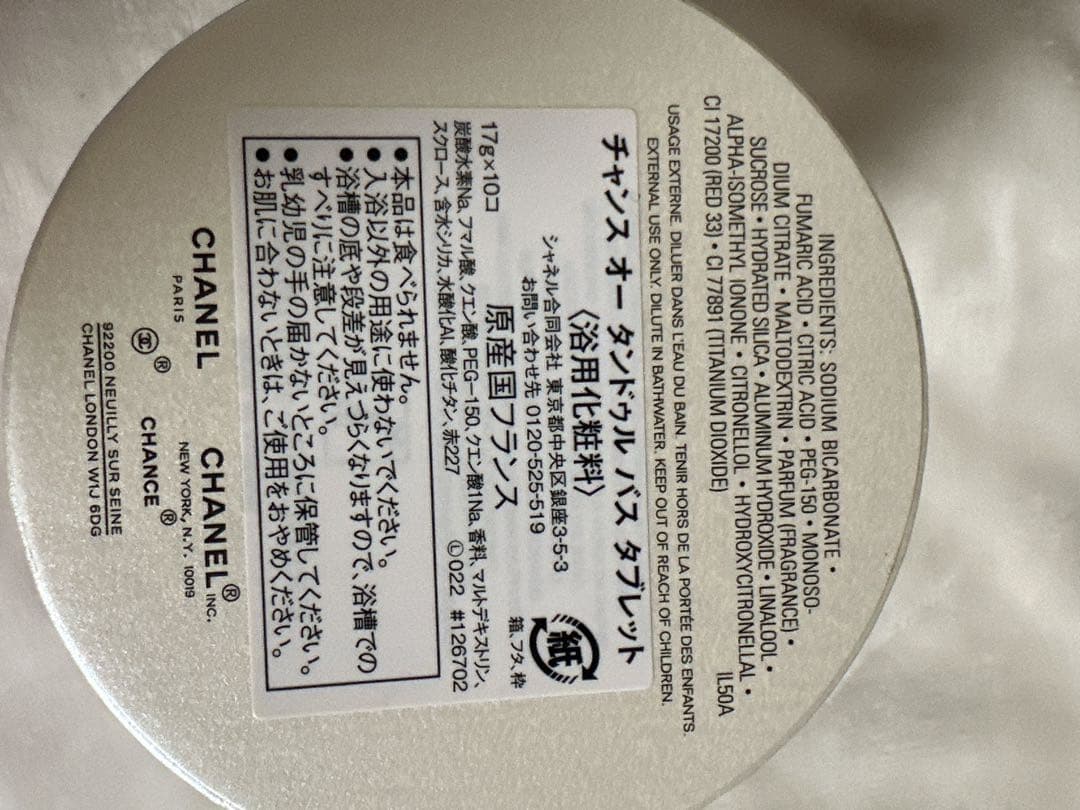 INGREDIENTS: SODIUM BICARBONATE •
FUMARIC ACID • CITRIC ACID • PEG-150 • MONOSO-
DIUM CITRATE • MALTODEXTRIN • PARFUM (FRAGRANCE) •
SUCROSE • HYDRATED SILICA • ALUMINUM HYDROXIDE • LINALOOL •
ALPHA-ISOMETHYL IONONE • CITRONELLOL • HYDROXYCITRONELLAL •
CI 17200 (RED 33) • CI 77891 (TITANIUM DIOXIDE) IL50A
USAGE EXTERNE. DILUER DANS L'EAU DU BAIN. TENIR HORS DE LA PORTÉE DES ENFANTS.
EXTERNAL USE ONLY. DILUTE IN BATHWATER. KEEP OUT OF REACH OF CHILDREN.
チャンス オー タンドゥル バス タブレット
〈浴用化粧料〉
シャネル合同会社 東京都中央区銀座3-5-3
お問い合わせ先 0120-525-519
紙
箱、フタ、枠
原産国フランス
17g×10コ Ⓛ022 #126702
炭酸水素Na、フマル酸、クエン酸、PEG-150、クエン酸1Na、香料、マルトデキストリン、
スクロース、含水シリカ、水酸化Al、酸化チタン、赤227
●本品は食べられません。
●入浴以外の用途に使わないでください。
●浴槽の底や段差が見えづらくなりますので、浴槽での
すべりに注意してください。
●乳幼児の手の届かないところに保管してください。
●お肌に合わないときは、ご使用をおやめください。
CHANEL CHANEL® INC.
PARIS NEW YORK, N.Y. 10019
® CHANCE®
92200 NEUILLY SUR SEINE
CHANEL LONDON W1J 6DG